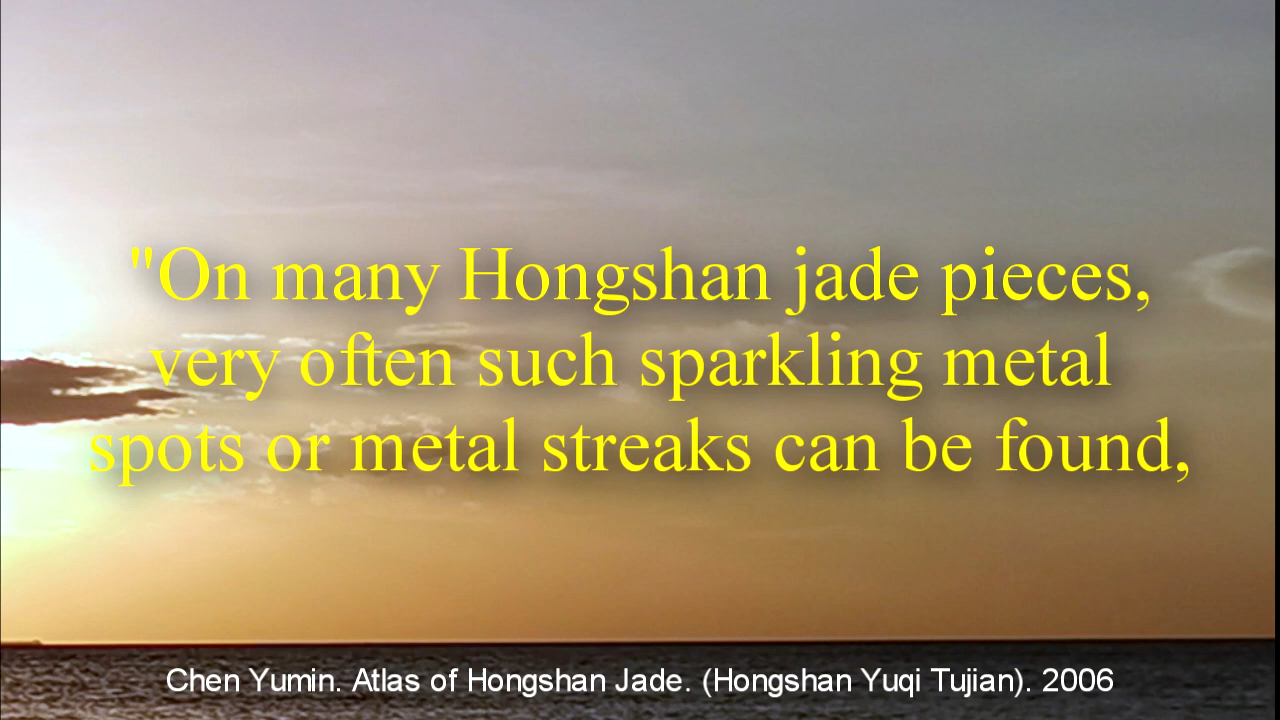 "On many Hongshan jade pieces,
very often such sparkling metal
spots or metal streaks can be found,
Chen Yumin. Atlas of Hongshan Jade. (Hongshan Yuqi Tujian). 2006